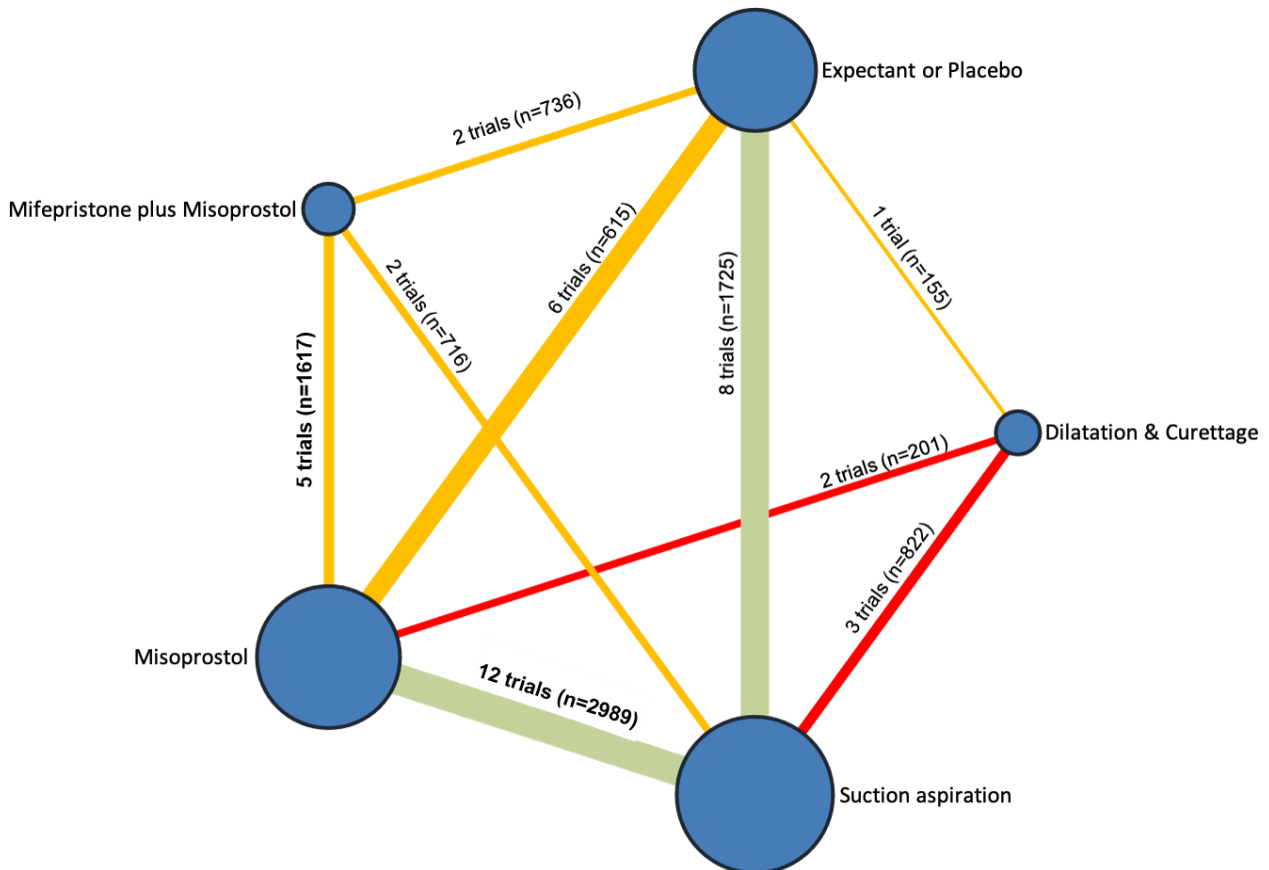 Expectant or Placebo
2 trials (n=736)
Mifepristone plus Misoprostol
6 trials (n=615)
1 trial (n=155)
2 trials (n=716)
8 trials (n=1725)
5 trials (n=1617)
Dilatation & Curettage
2 trials (n=201)
3 trials (n=822)
Misoprostol
12 trials (n=2989)
Suction aspiration